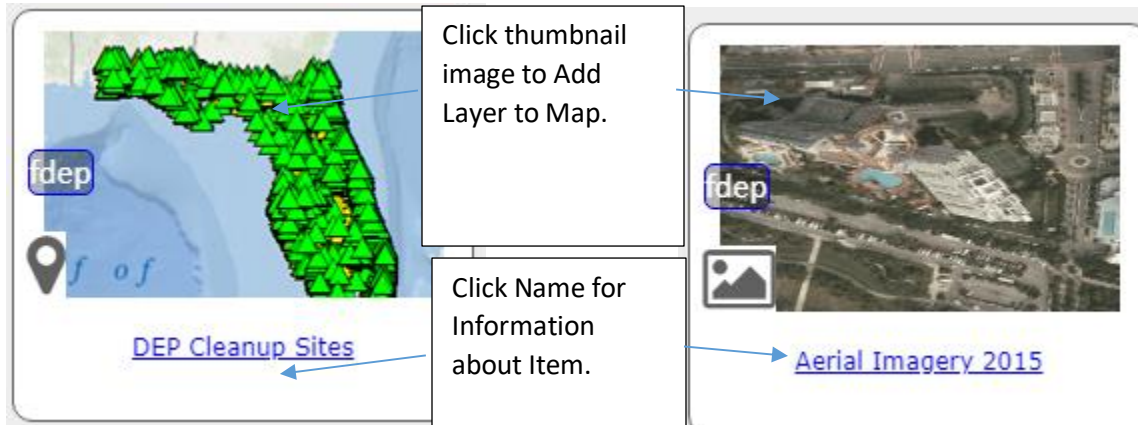 Click thumbnail
image to Add
Layer to Map.
fdep
fdep
f of
Click Name for
Information
about Item.
DEP Cleanup Sites
Aerial Imagery 2015